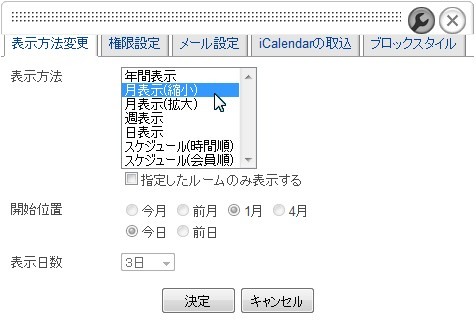 表示方法変更 権限設定 メール設定 iCalendarの取込 ブロックスタイル
表示方法
年間表示
月表示(縮小)
月表示(拡大)
週表示
日表示
スケジュール(時間順)
スケジュール(会員順)
指定したルームのみ表示する
開始位置 今月 前月 1月 4月
今日 前日
表示日数 3日
決定 キャンセル